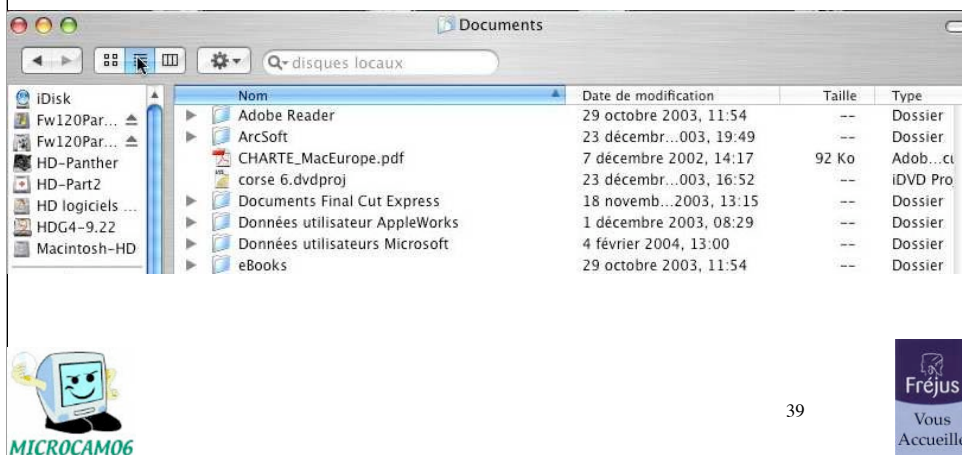 Documents
disques locaux
Nom Date de modification Taille Type
iDisk
Fw120Par...
Fw120Par...
HD-Panther
HD-Part2
HD logiciels ...
HDG4-9.22
Macintosh-HD
Adobe Reader 29 octobre 2003, 11:54 -- Dossier
ArcSoft 23 décembr...003, 19:49 -- Dossier
CHARTE_MacEurope.pdf 7 décembre 2002, 14:17 92 Ko Adob...cu
corse 6.dvdproj 23 décembr...003, 16:52 -- iDVD Pro
Documents Final Cut Express 18 novemb...2003, 13:15 -- Dossier
Données utilisateur AppleWorks 1 décembre 2003, 08:29 -- Dossier
Données utilisateurs Microsoft 4 février 2004, 13:00 -- Dossier
eBooks 29 octobre 2003, 11:54 -- Dossier
MICROCAM06
39
Fréjus
Vous
Accueille